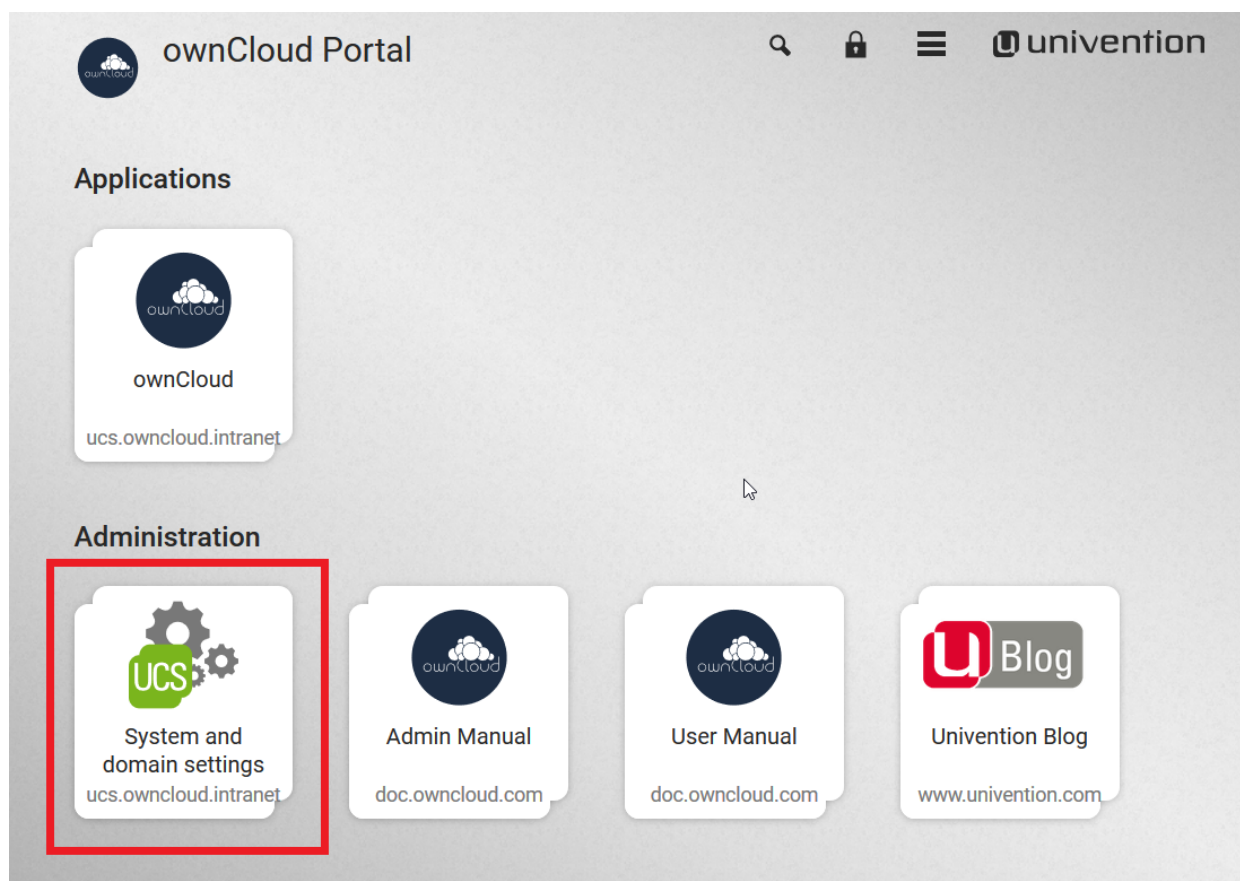 ownCloud
ownCloud Portal
univention
Applications
ownCloud
ownCloud
ucs.owncloud.intranet
Administration
UCS
System and
domain settings
ucs.owncloud.intranet
ownCloud
Admin Manual
doc.owncloud.com
ownCloud
User Manual
doc.owncloud.com
u Blog
Univention Blog
www.univention.com